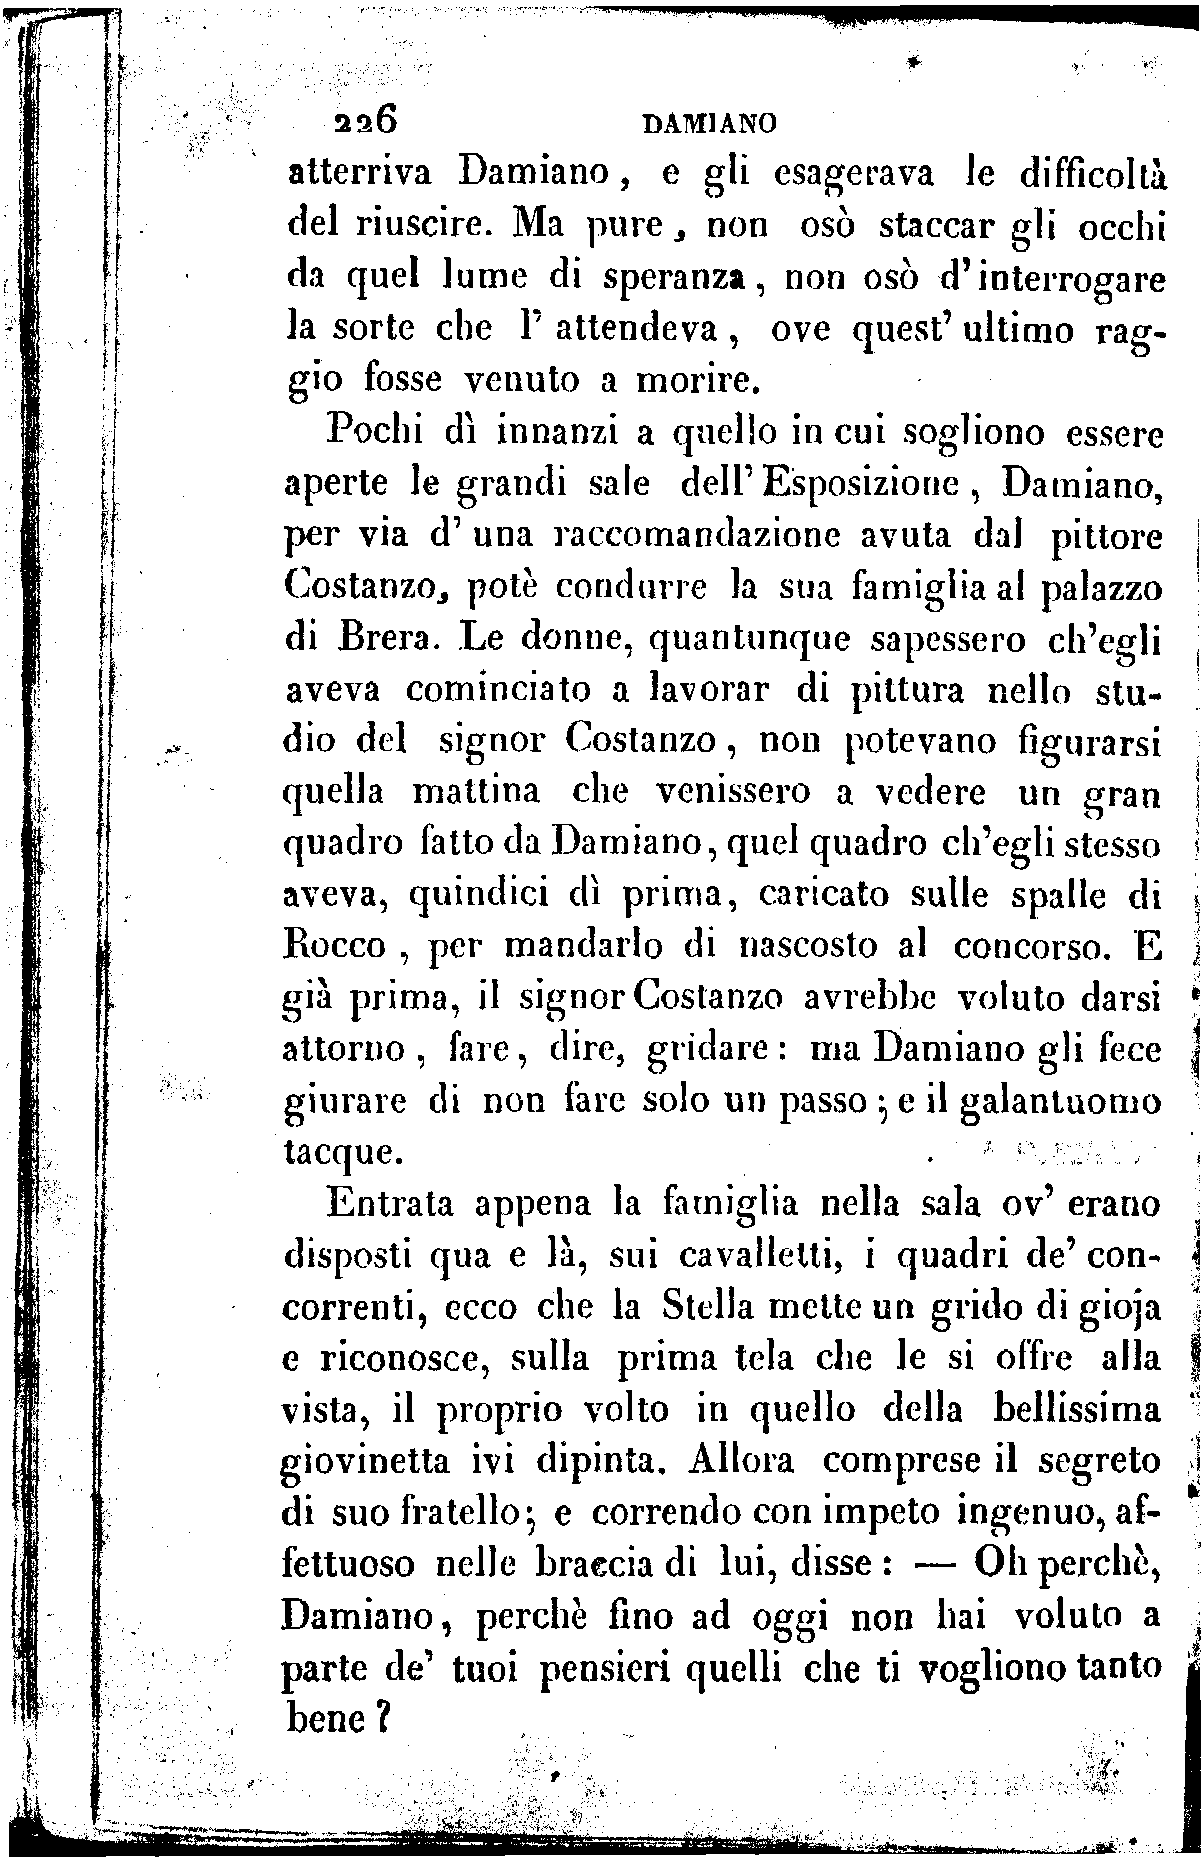 226 DAMIANO
atterriva Damiano, e gli esagerava le difficoltà
del riuscire. Ma pure, non osò staccar gli occhi
da quel lume di speranza, non osò d'interrogare
la sorte che l'attendeva, ove quest'ultimo rag-
gio fosse venuto a morire.
Pochi dì innanzi a quello in cui sogliono essere
aperte le grandi sale dell'Esposizione, Damiano,
per via d'una raccomandazione avuta dal pittore
Costanzo, potè condurre la sua famiglia al palazzo
di Brera. Le donne, quantunque sapessero ch'egli
aveva cominciato a lavorar di pittura nello stu-
dio del signor Costanzo, non potevano figurarsi
quella mattina che venissero a vedere un gran
quadro fatto da Damiano, quel quadro ch'egli stesso
aveva, quindici dì prima, caricato sulle spalle di
Rocco, per mandarlo di nascosto al concorso. E
già prima, il signor Costanzo avrebbe voluto darsi
attorno, fare, dire, gridare: ma Damiano gli fece
giurare di non fare solo un passo; e il galantuomo
tacque.
Entrata appena la famiglia nella sala ov'erano
disposti qua e là, sui cavalletti, i quadri de' con-
correnti, ecco che la Stella mette un grido di gioja
e riconosce, sulla prima tela che le si offre alla
vista, il proprio volto in quello della bellissima
giovinetta ivi dipinta. Allora comprese il segreto
di suo fratello; e correndo con impeto ingenuo, af-
fettuoso nelle braccia di lui, disse: — Oh perchè,
Damiano, perchè fino ad oggi non hai voluto a
parte de' tuoi pensieri quelli che ti vogliono tanto
bene?